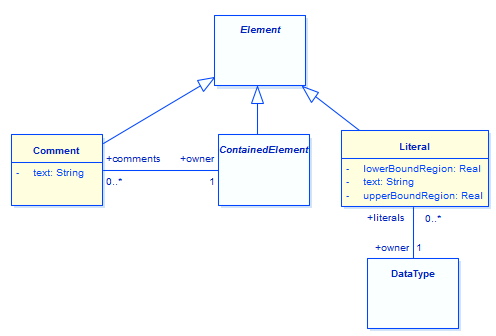 Element
Comment
- text: String
+comments +owner
0..* 1
ContainedElement
Literal
- lowerBoundRegion: Real
- text: String
- upperBoundRegion: Real
+literals 0..*
+owner 1
DataType